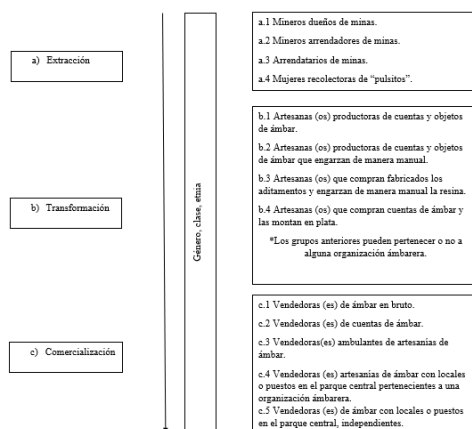 a) Extracción
a.1 Mineros dueños de minas.
a.2 Mineros arrendadores de minas.
a.3 Arrendatarios de minas.
a.4 Mujeres recolectoras de “pulsitos”.
Género, clase, etnia
b) Transformación
b.1 Artesanas (os) productoras de cuentas y objetos
de ámbar.
b.2 Artesanas (os) productoras de cuentas y objetos
de ámbar que engarzan de manera manual.
b.3 Artesanas (os) que compran fabricados los
aditamentos y engarzan de manera manual la resina.
b.4 Artesanas (os) que compran cuentas de ámbar y
las montan en plata.
*Los grupos anteriores pueden pertenecer o no a
alguna organización ámbarera.
c) Comercialización
c.1 Vendedoras (es) de ámbar en bruto.
c.2 Vendedoras (es) de cuentas de ámbar.
c.3 Vendedoras(es) ambulantes de artesanías de
ámbar.
c.4 Vendedoras (es) artesanías de ámbar con locales
o puestos en el parque central pertenecientes a una
organización ámbarera.
c.5 Vendedoras (es) de ámbar con locales o puestos
en el parque central, independientes.